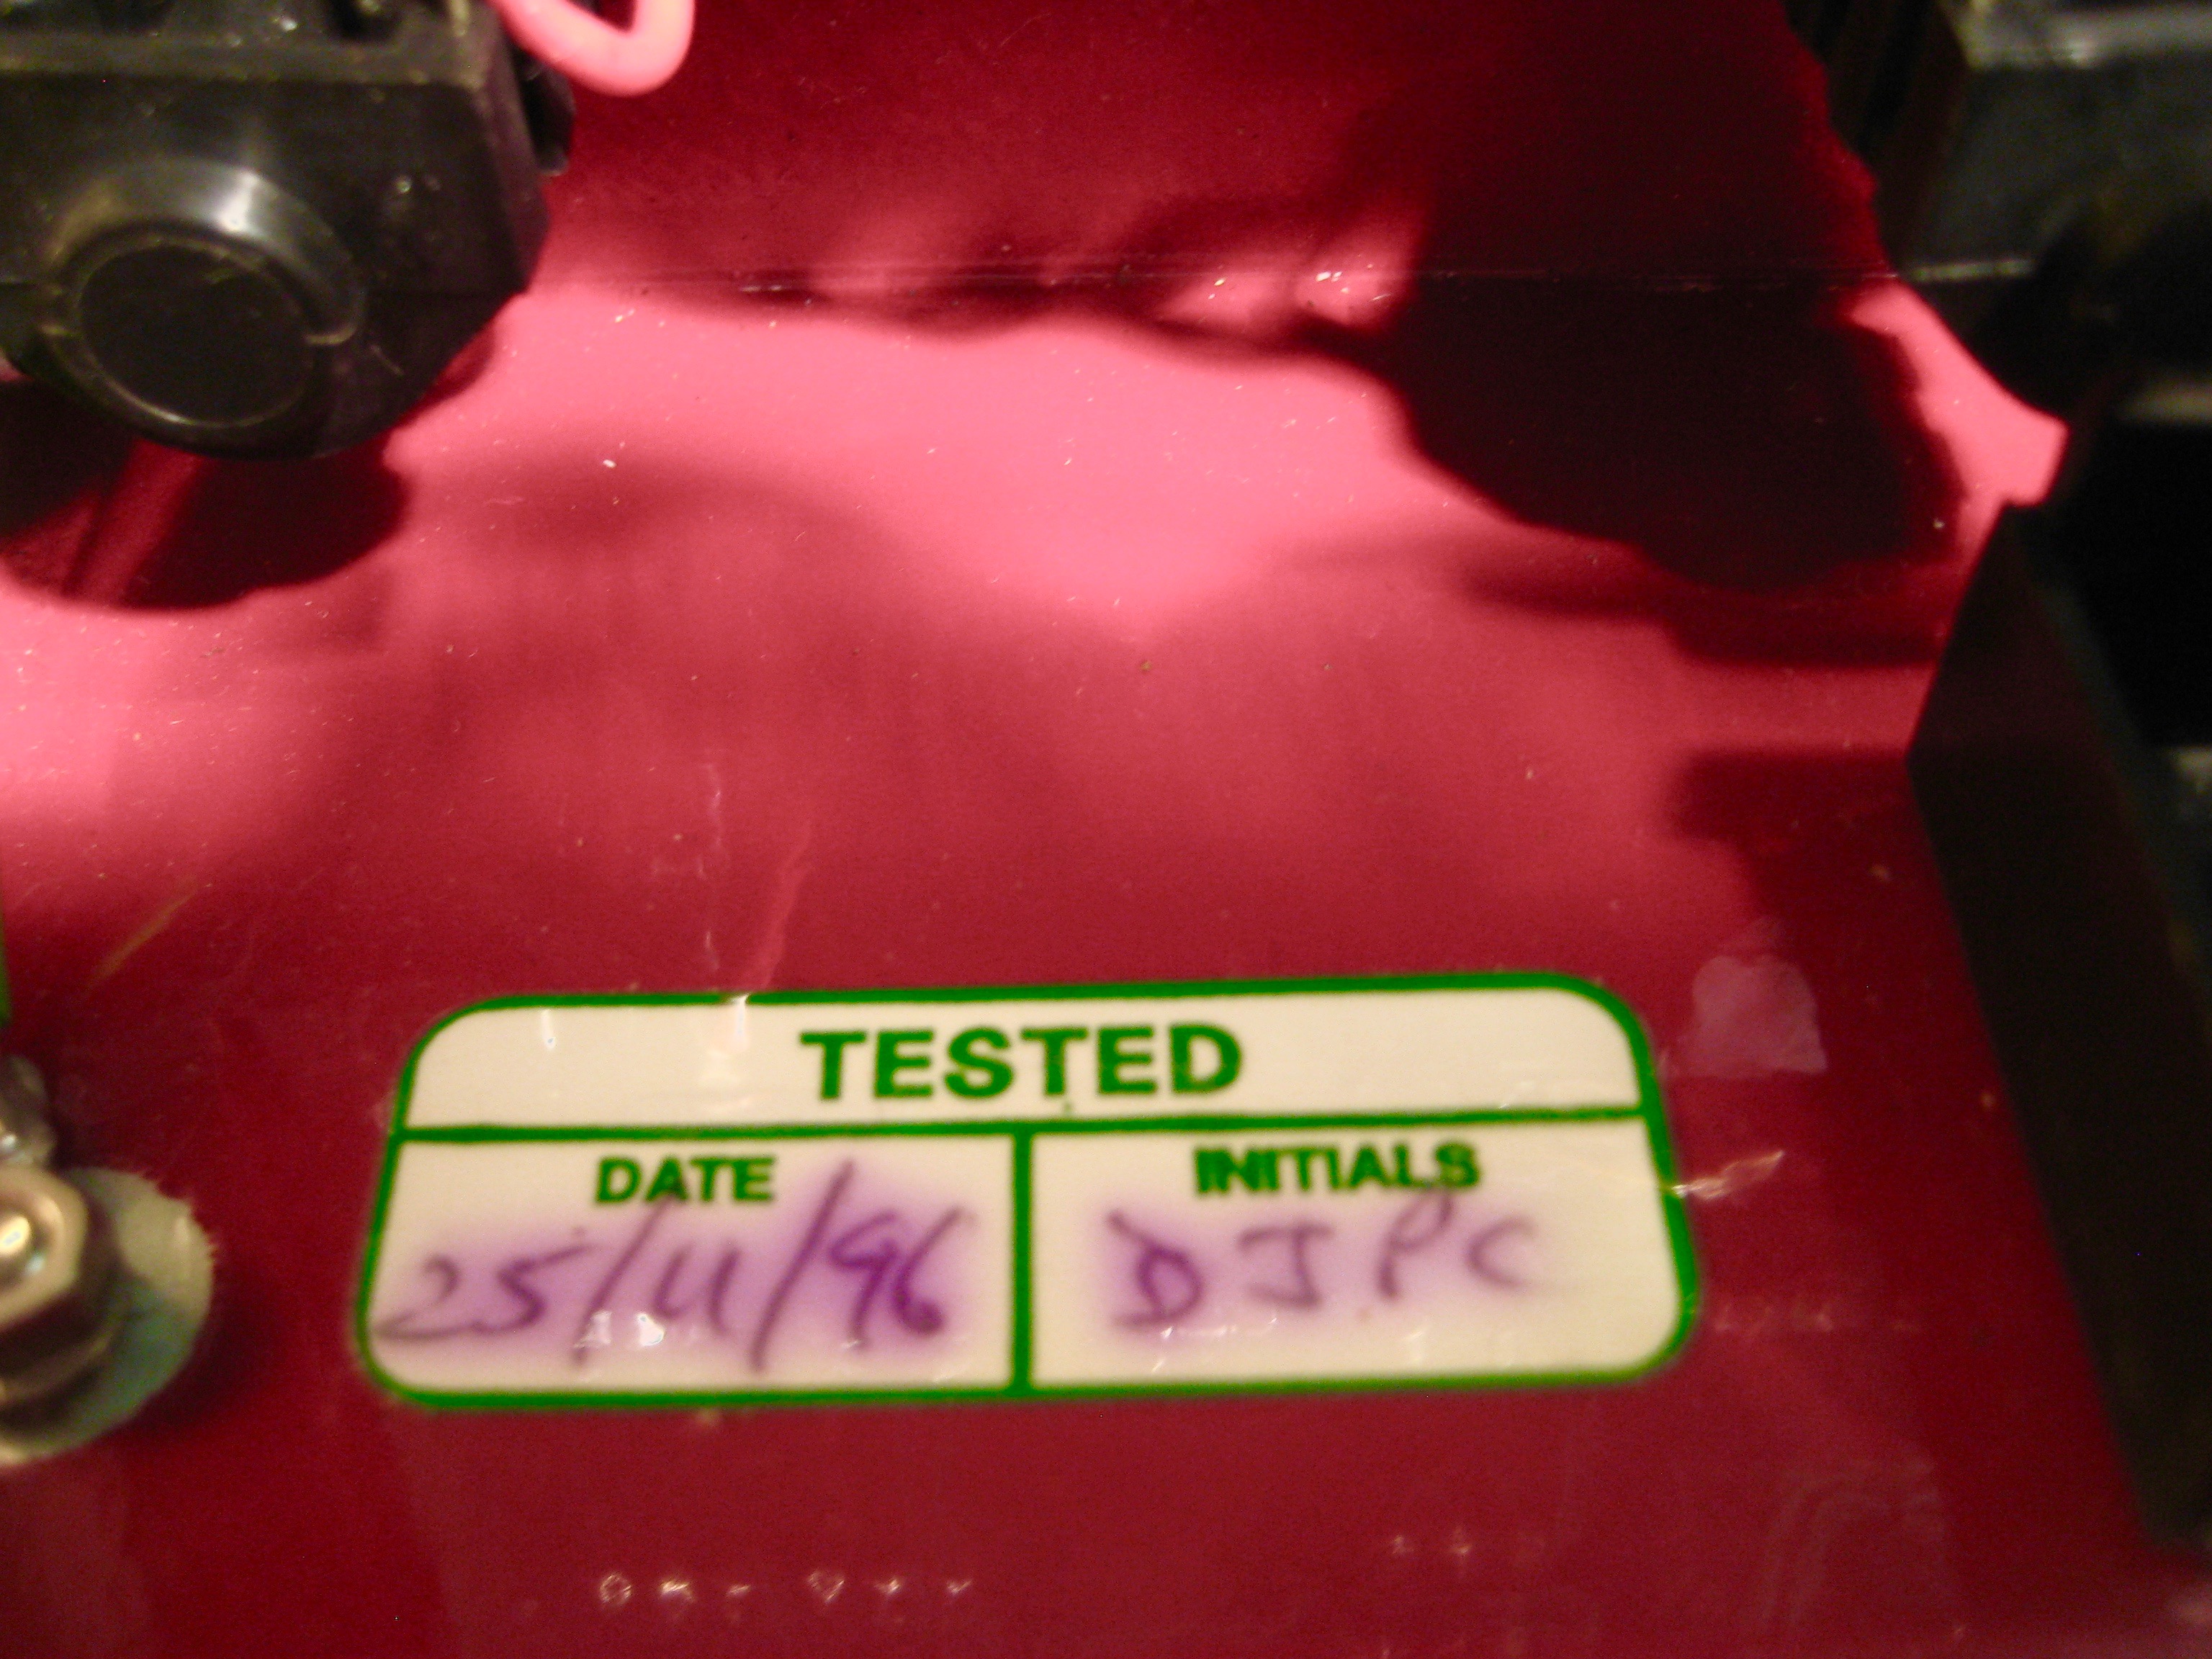 TESTED
DATE INITIALS
25/11/96 DJPC